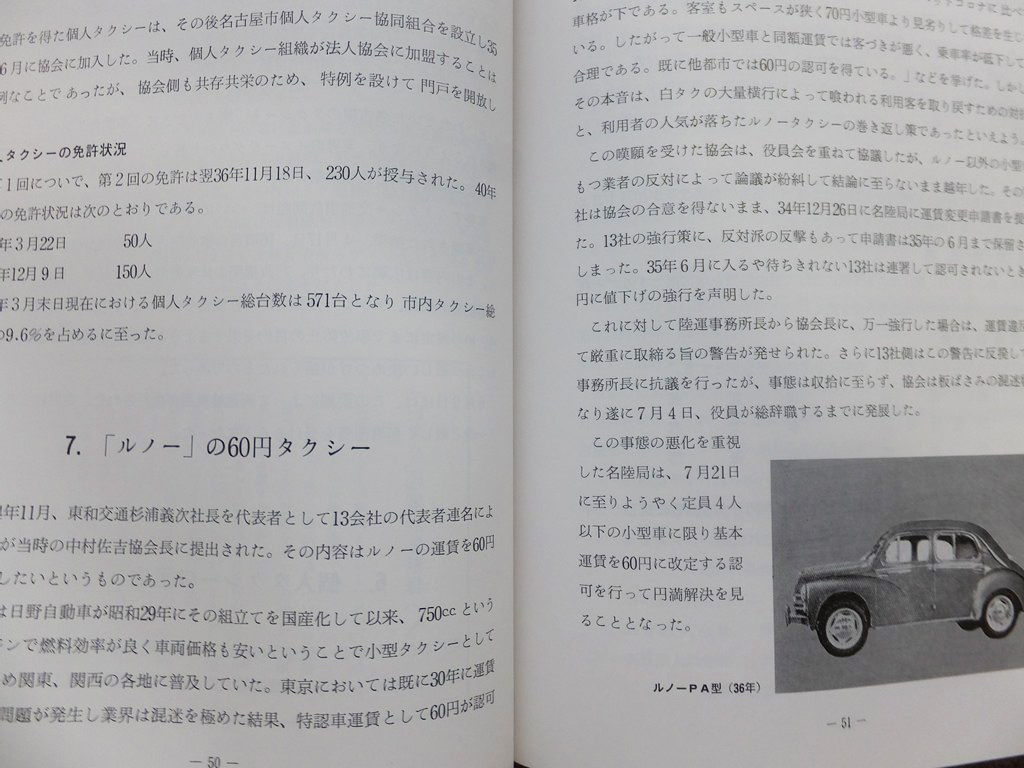 免許を得た個人タクシーは、その後名古屋市個人タクシー協同組合を設立し35
6月に協会に加入した。当時、個人タクシー組織が法人協会に加盟することは
例なことであったが、協会側も共存共栄のため、特例を設けて門戸を開放し
タクシーの免許状況
1回について、第2回の免許は翌36年11月18日、230人が授与された。40年
の免許状況は次のとおりである。
年3月22日 50人
年12月9日 150人
年3月末日現在における個人タクシー総台数は571台となり市内タクシー総
の9.6%を占めるに至った。
7.「ルノー」の60円タクシー
4年11月、東和交通杉浦義次社長を代表者として13会社の代表者連名によ
が当時の中村佐吉協会長に提出された。その内容はルノーの運賃を60円
したいというものであった。
は日野自動車が昭和29年にその組立てを国産化して以来、750ccという
ジンで燃料効率が良く車両価格も安いということで小型タクシーとして
め関東、関西の各地に普及していた。東京においては既に30年に運賃
問題が発生し業界は混迷を極めた結果、特認車運賃として60円が認可
— 50 —
ットコロナに比べ
車格が下である。客室もスペースが狭く70円小型車より見劣りして格差を生じ
いる。したがって一般小型車と同額運賃では客づきが悪く、乗車率が低下して
合理である。既に他都市では60円の認可を得ている。」などを挙げた。しかし
その本音は、白タクの大量横行によって喰われる利用客を取り戻すための対
と、利用者の人気が落ちたルノータクシーの巻き返し策であったといえよう
この嘆願を受けた協会は、役員会を重ねて協議したが、ルノー以外の小型
もつ業者の反対によって論議が紛糾して結論に至らないまま越年した。その
社は協会の合意を得ないまま、34年12月26日に名陸局に運賃変更申請書を提
た。13社の強行策に、反対派の反撃もあって申請書は35年の6月まで保留さ
しまった。35年6月に入るや待ちきれない13社は連署して認可されないとき
円に値下げの強行を声明した。
これに対して陸運事務所長から協会長に、万一強行した場合は、運賃違反
て厳重に取締る旨の警告が発せられた。さらに13社側はこの警告に反撥して
事務所長に抗議を行ったが、事態は収拾に至らず、協会は板ばさみの混迷
なり遂に7月4日、役員が総辞職するまでに発展した。
この事態の悪化を重視
した名陸局は、7月21日
に至りようやく定員4人
以下の小型車に限り基本
運賃を60円に改定する認
可を行って円満解決を見
ることとなった。
ルノーPA型(36年)
— 51 —